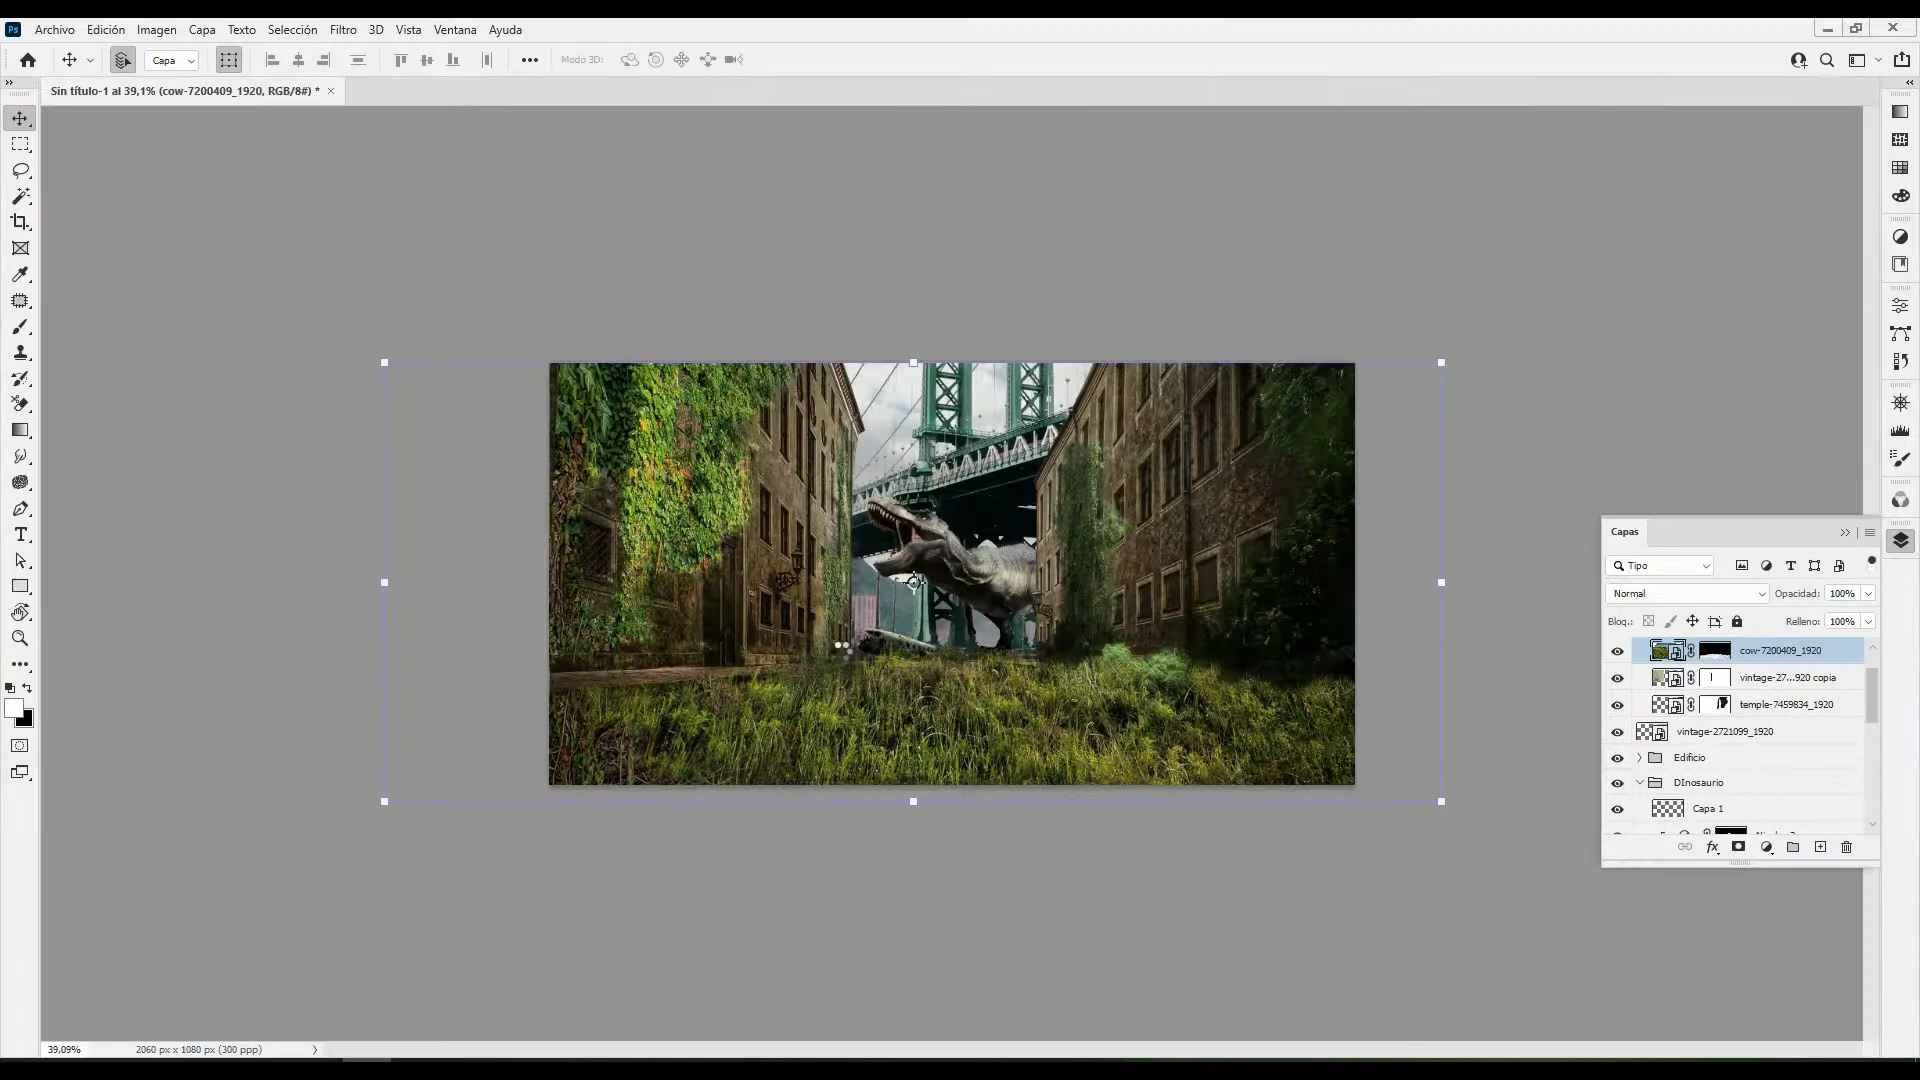 Ps Archivo Edición Imagen Capa Texto Selección Filtro 3D Vista Ventana Ayuda
Capa Modo 3D:
Sin título-1 al 39,1% (cow-7200409_1920, RGB/8#) *
Capas
Tipo
Normal Opacidad: 100%
Bloq.: Relleno: 100%
cow-7200409_1920
vintage-27...920 copia
temple-7459834_1920
vintage-2721099_1920
Edificio
DInosaurio
Capa 1
fx
39,09% 2060 px x 1080 px (300 ppp)